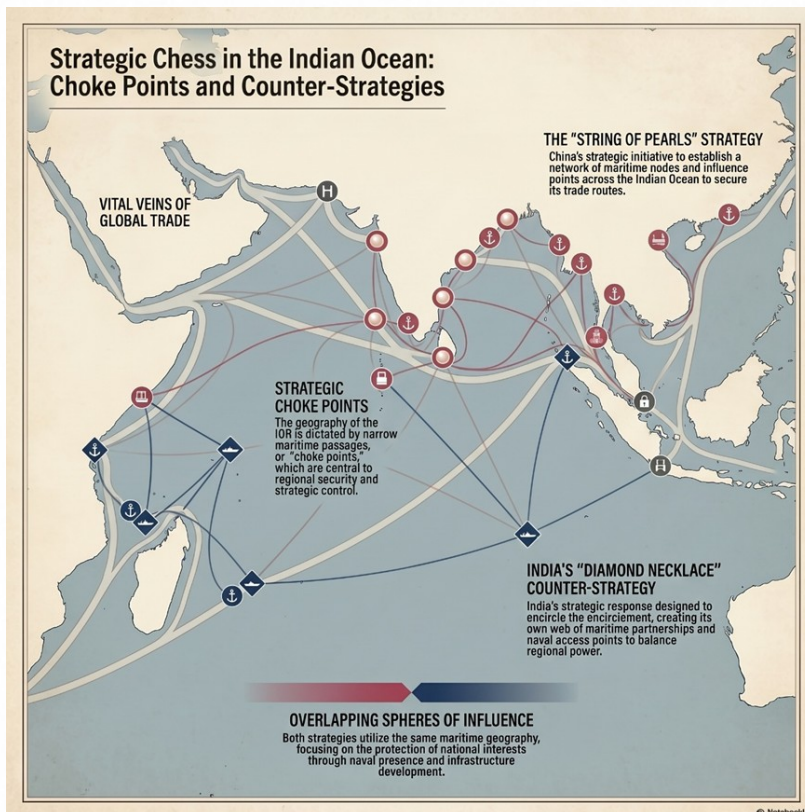 Strategic Chess in the Indian Ocean:
Choke Points and Counter-Strategies
THE "STRING OF PEARLS" STRATEGY
China's strategic initiative to establish a
network of maritime nodes and influence
points across the Indian Ocean to secure
its trade routes.
VITAL VEINS OF
GLOBAL TRADE
H
STRATEGIC
CHOKE POINTS
The geography of the
IOR is dictated by narrow
maritime passages,
or "choke points,"
which are central to
regional security and
strategic control.
H
INDIA'S "DIAMOND NECKLACE"
COUNTER-STRATEGY
India's strategic response designed to
encircle the encirclement, creating its
own web of maritime partnerships and
naval access points to balance
regional power.
OVERLAPPING SPHERES OF INFLUENCE
Both strategies utilize the same maritime geography,
focusing on the protection of national interests
through naval presence and infrastructure
development.